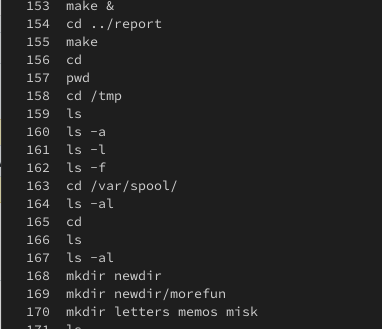 153 make &
154 cd ../report
155 make
156 cd
157 pwd
158 cd /tmp
159 ls
160 ls -a
161 ls -l
162 ls -f
163 cd /var/spool/
164 ls -al
165 cd
166 ls
167 ls -al
168 mkdir newdir
169 mkdir newdir/morefun
170 mkdir letters memos misk
171 ls